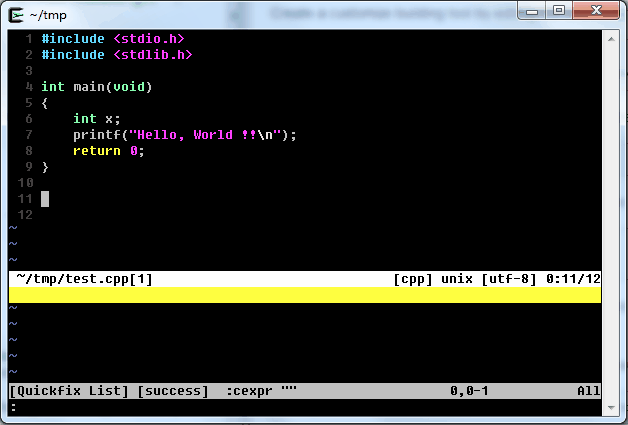 ~/tmp
1 #include <stdio.h>
2 #include <stdlib.h>
3
4 int main(void)
5 {
6     int x;
7     printf("Hello, World !!\n");
8     return 0;
9 }
10
11
12
~
~
~
~/tmp/test.cpp[1] [cpp] unix [utf-8] 0:11/12
~
~
~
~
~
[Quickfix List] [success]  :cexpr "" 0,0-1 All
: